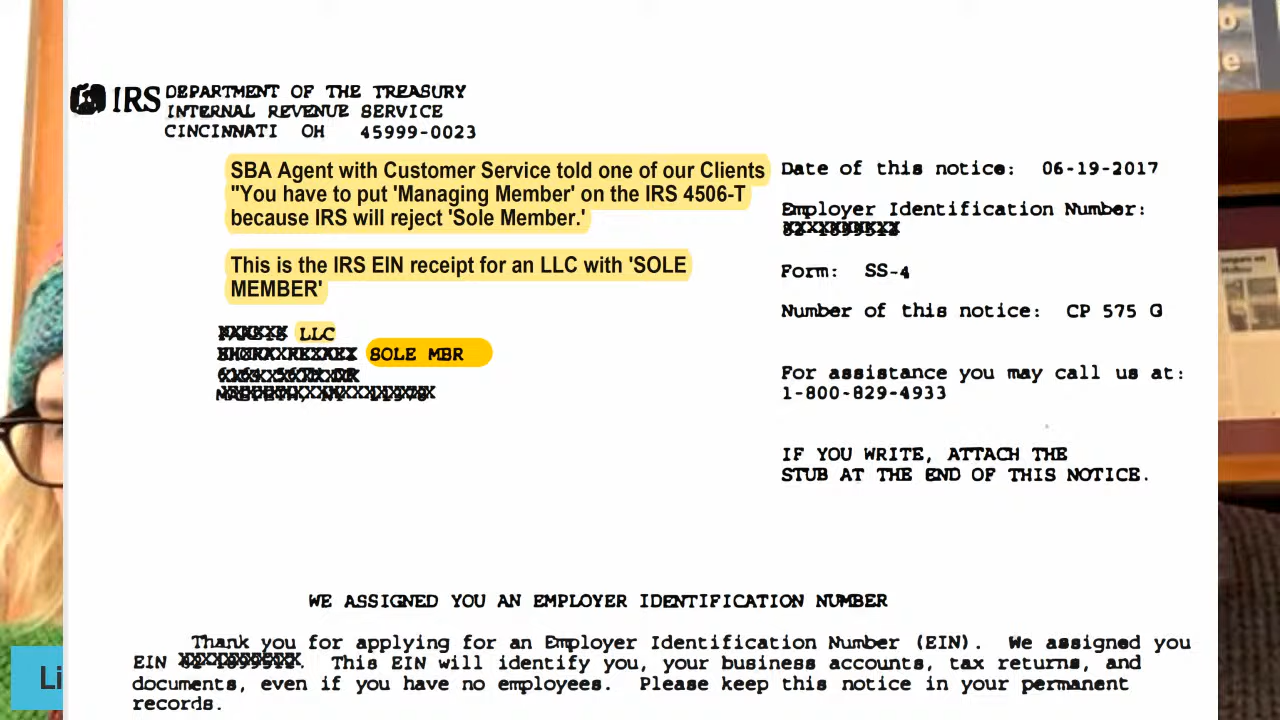 IRS DEPARTMENT OF THE TREASURY
INTERNAL REVENUE SERVICE
CINCINNATI OH 45999-0023
SBA Agent with Customer Service told one of our Clients
"You have to put 'Managing Member' on the IRS 4506-T
because IRS will reject 'Sole Member.'
This is the IRS EIN receipt for an LLC with 'SOLE
MEMBER'
LLC
SOLE MBR
Date of this notice: 06-19-2017
Employer Identification Number:
Form: SS-4
Number of this notice: CP 575 G
For assistance you may call us at:
1-800-829-4933
IF YOU WRITE, ATTACH THE
STUB AT THE END OF THIS NOTICE.
WE ASSIGNED YOU AN EMPLOYER IDENTIFICATION NUMBER
Thank you for applying for an Employer Identification Number (EIN). We assigned you
EIN This EIN will identify you, your business accounts, tax returns, and
documents, even if you have no employees. Please keep this notice in your permanent
records.
Li